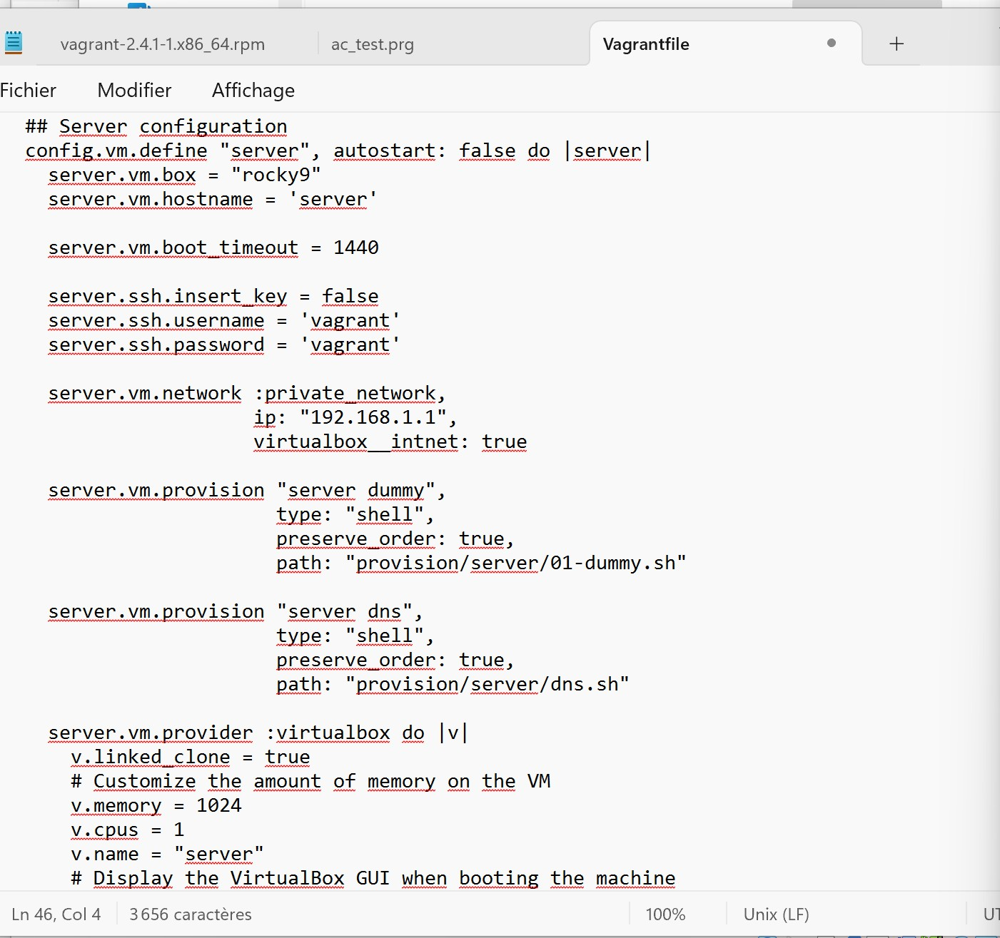 vagrant-2.4.1-1.x86_64.rpm ac_test.prg Vagrantfile
Fichier Modifier Affichage
## Server configuration
config.vm.define "server", autostart: false do |server|
  server.vm.box = "rocky9"
  server.vm.hostname = 'server'

  server.vm.boot_timeout = 1440

  server.ssh.insert_key = false
  server.ssh.username = 'vagrant'
  server.ssh.password = 'vagrant'

  server.vm.network :private_network,
                    ip: "192.168.1.1",
                    virtualbox__intnet: true

  server.vm.provision "server dummy",
                      type: "shell",
                      preserve_order: true,
                      path: "provision/server/01-dummy.sh"

  server.vm.provision "server dns",
                      type: "shell",
                      preserve_order: true,
                      path: "provision/server/dns.sh"

  server.vm.provider :virtualbox do |v|
    v.linked_clone = true
    # Customize the amount of memory on the VM
    v.memory = 1024
    v.cpus = 1
    v.name = "server"
    # Display the VirtualBox GUI when booting the machine
Ln 46, Col 4 3 656 caractères 100% Unix (LF)